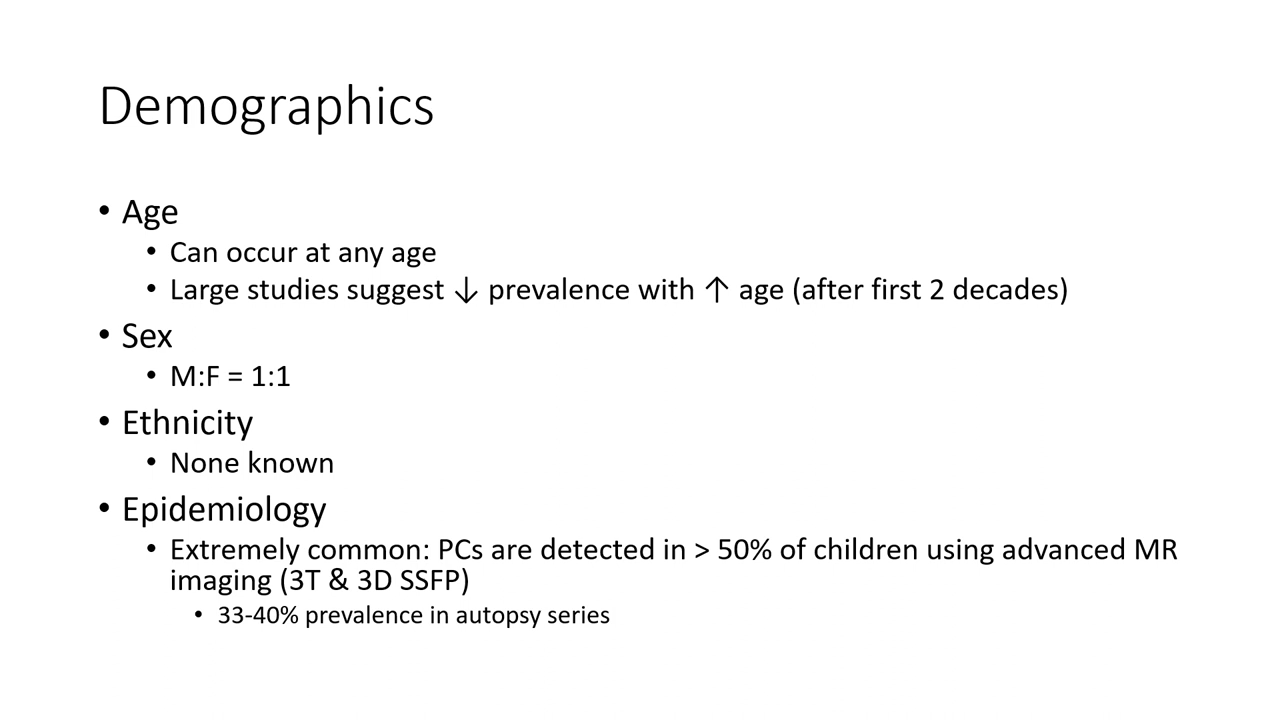 Demographics
• Age
• Can occur at any age
• Large studies suggest ↓ prevalence with ↑ age (after first 2 decades)
• Sex
• M:F = 1:1
• Ethnicity
• None known
• Epidemiology
• Extremely common: PCs are detected in > 50% of children using advanced MR
imaging (3T & 3D SSFP)
• 33-40% prevalence in autopsy series